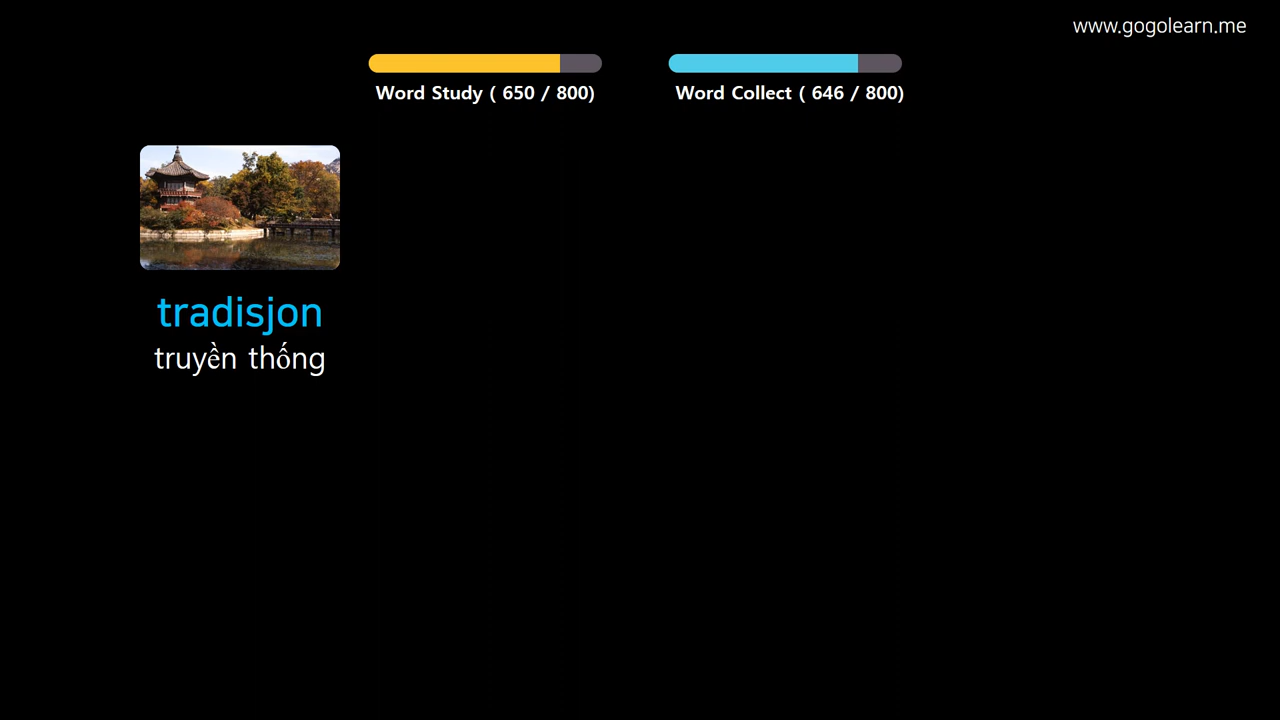 www.gogolearn.me
Word Study ( 650 / 800)
Word Collect ( 646 / 800)
tradisjon
truyền thống